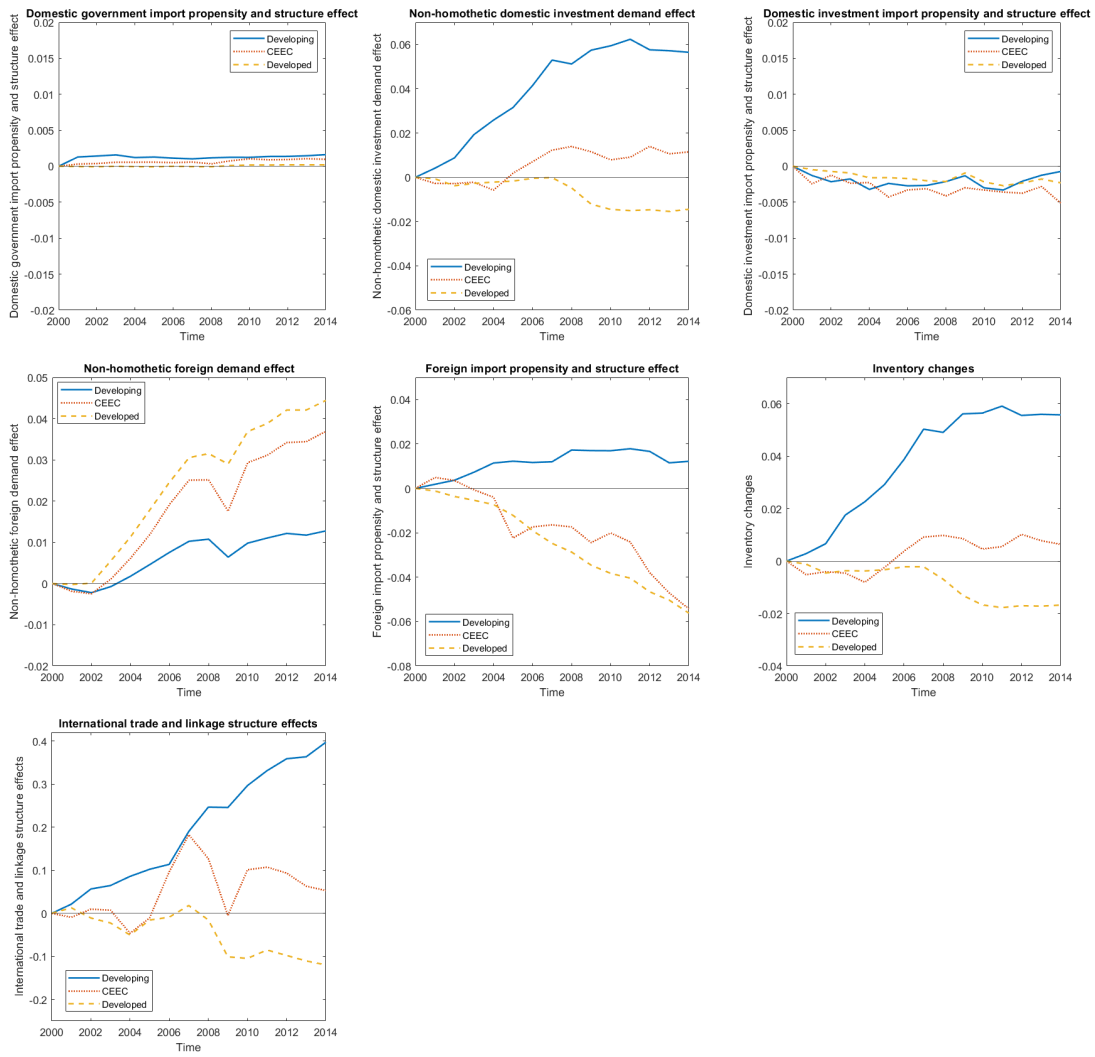 Domestic government import propensity and structure effect
Domestic government import propensity and structure effect
0.02
0.015
0.01
0.005
0
-0.005
-0.01
-0.015
-0.02
Developing
CEEC
Developed
2000 2002 2004 2006 2008 2010 2012 2014
Time
Non-homothetic domestic investment demand effect
Non-homothetic domestic investment demand effect
0.06
0.04
0.02
0
-0.02
-0.04
-0.06
Developing
CEEC
Developed
2000 2002 2004 2006 2008 2010 2012 2014
Time
Domestic investment import propensity and structure effect
Domestic investment import propensity and structure effect
0.02
0.015
0.01
0.005
0
-0.005
-0.01
-0.015
-0.02
Developing
CEEC
Developed
2000 2002 2004 2006 2008 2010 2012 2014
Time
Non-homothetic foreign demand effect
Non-homothetic foreign demand effect
0.05
0.04
0.03
0.02
0.01
0
-0.01
-0.02
Developing
CEEC
Developed
2000 2002 2004 2006 2008 2010 2012 2014
Time
Foreign import propensity and structure effect
Foreign import propensity and structure effect
0.04
0.02
0
-0.02
-0.04
-0.06
-0.08
Developing
CEEC
Developed
2000 2002 2004 2006 2008 2010 2012 2014
Time
Inventory changes
Inventory changes
0.06
0.04
0.02
0
-0.02
-0.04
Developing
CEEC
Developed
2000 2002 2004 2006 2008 2010 2012 2014
Time
International trade and linkage structure effects
International trade and linkage structure effects
0.4
0.3
0.2
0.1
0
-0.1
-0.2
Developing
CEEC
Developed
2000 2002 2004 2006 2008 2010 2012 2014
Time